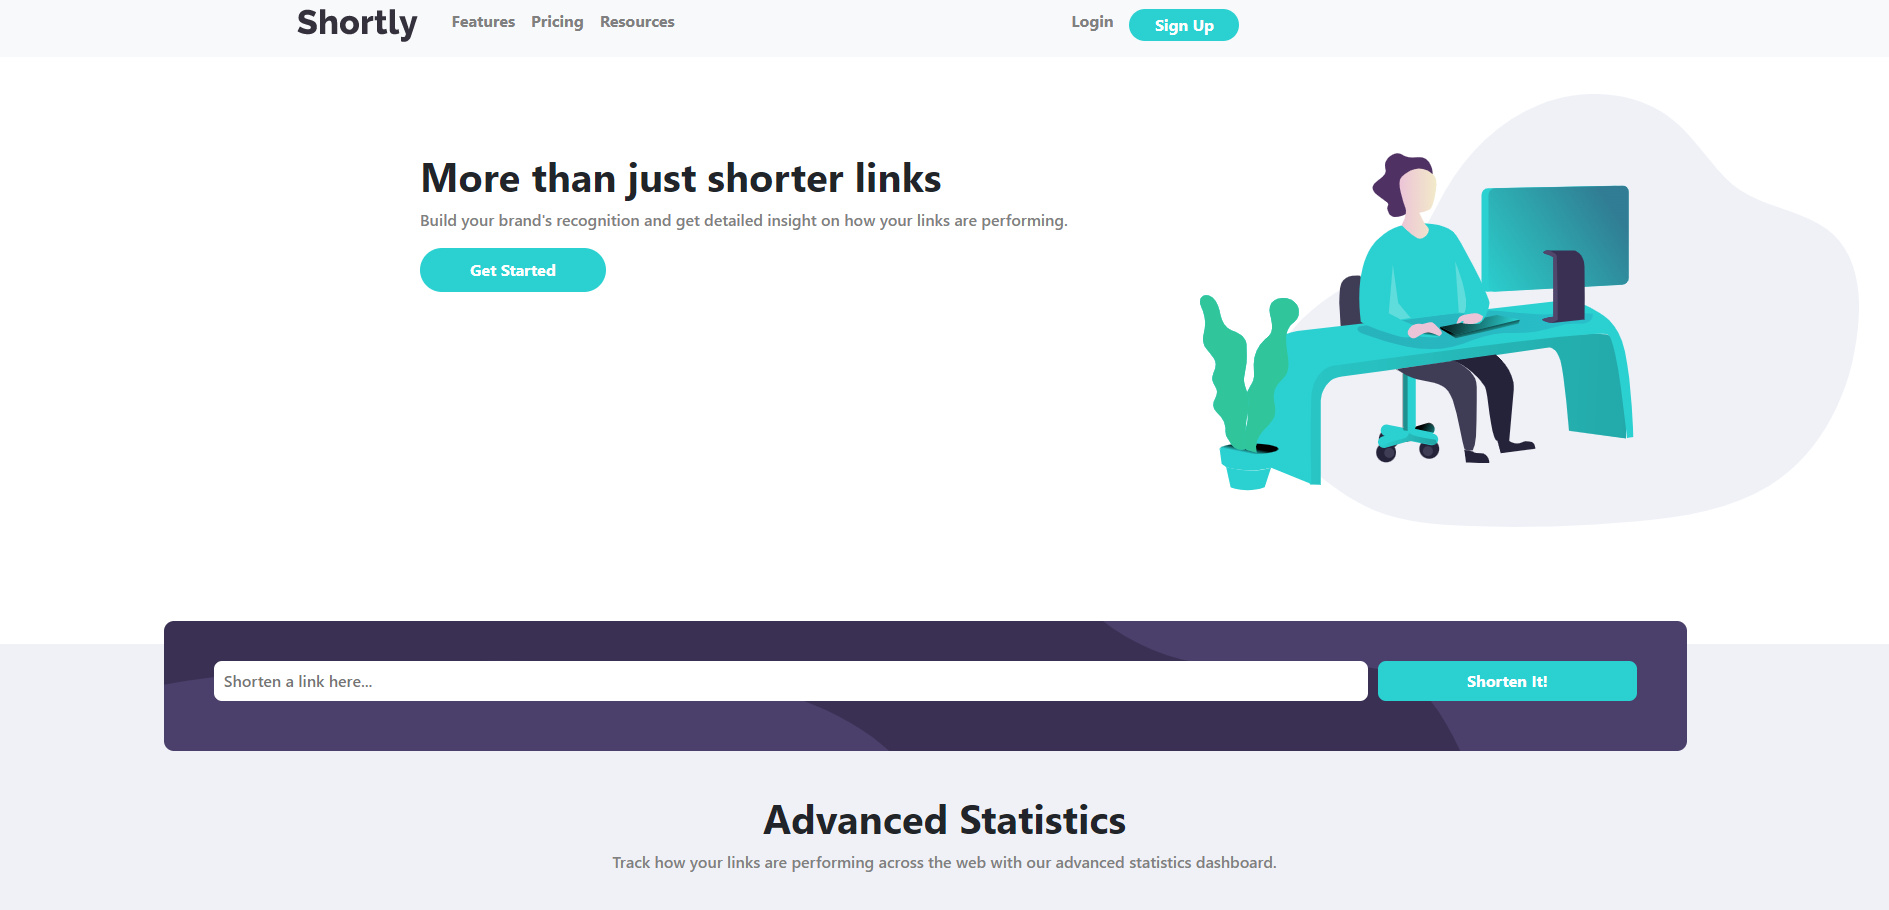 Shortly Features Pricing Resources Login Sign Up
More than just shorter links
Build your brand's recognition and get detailed insight on how your links are performing.
Get Started
Shorten a link here... Shorten It!
Advanced Statistics
Track how your links are performing across the web with our advanced statistics dashboard.